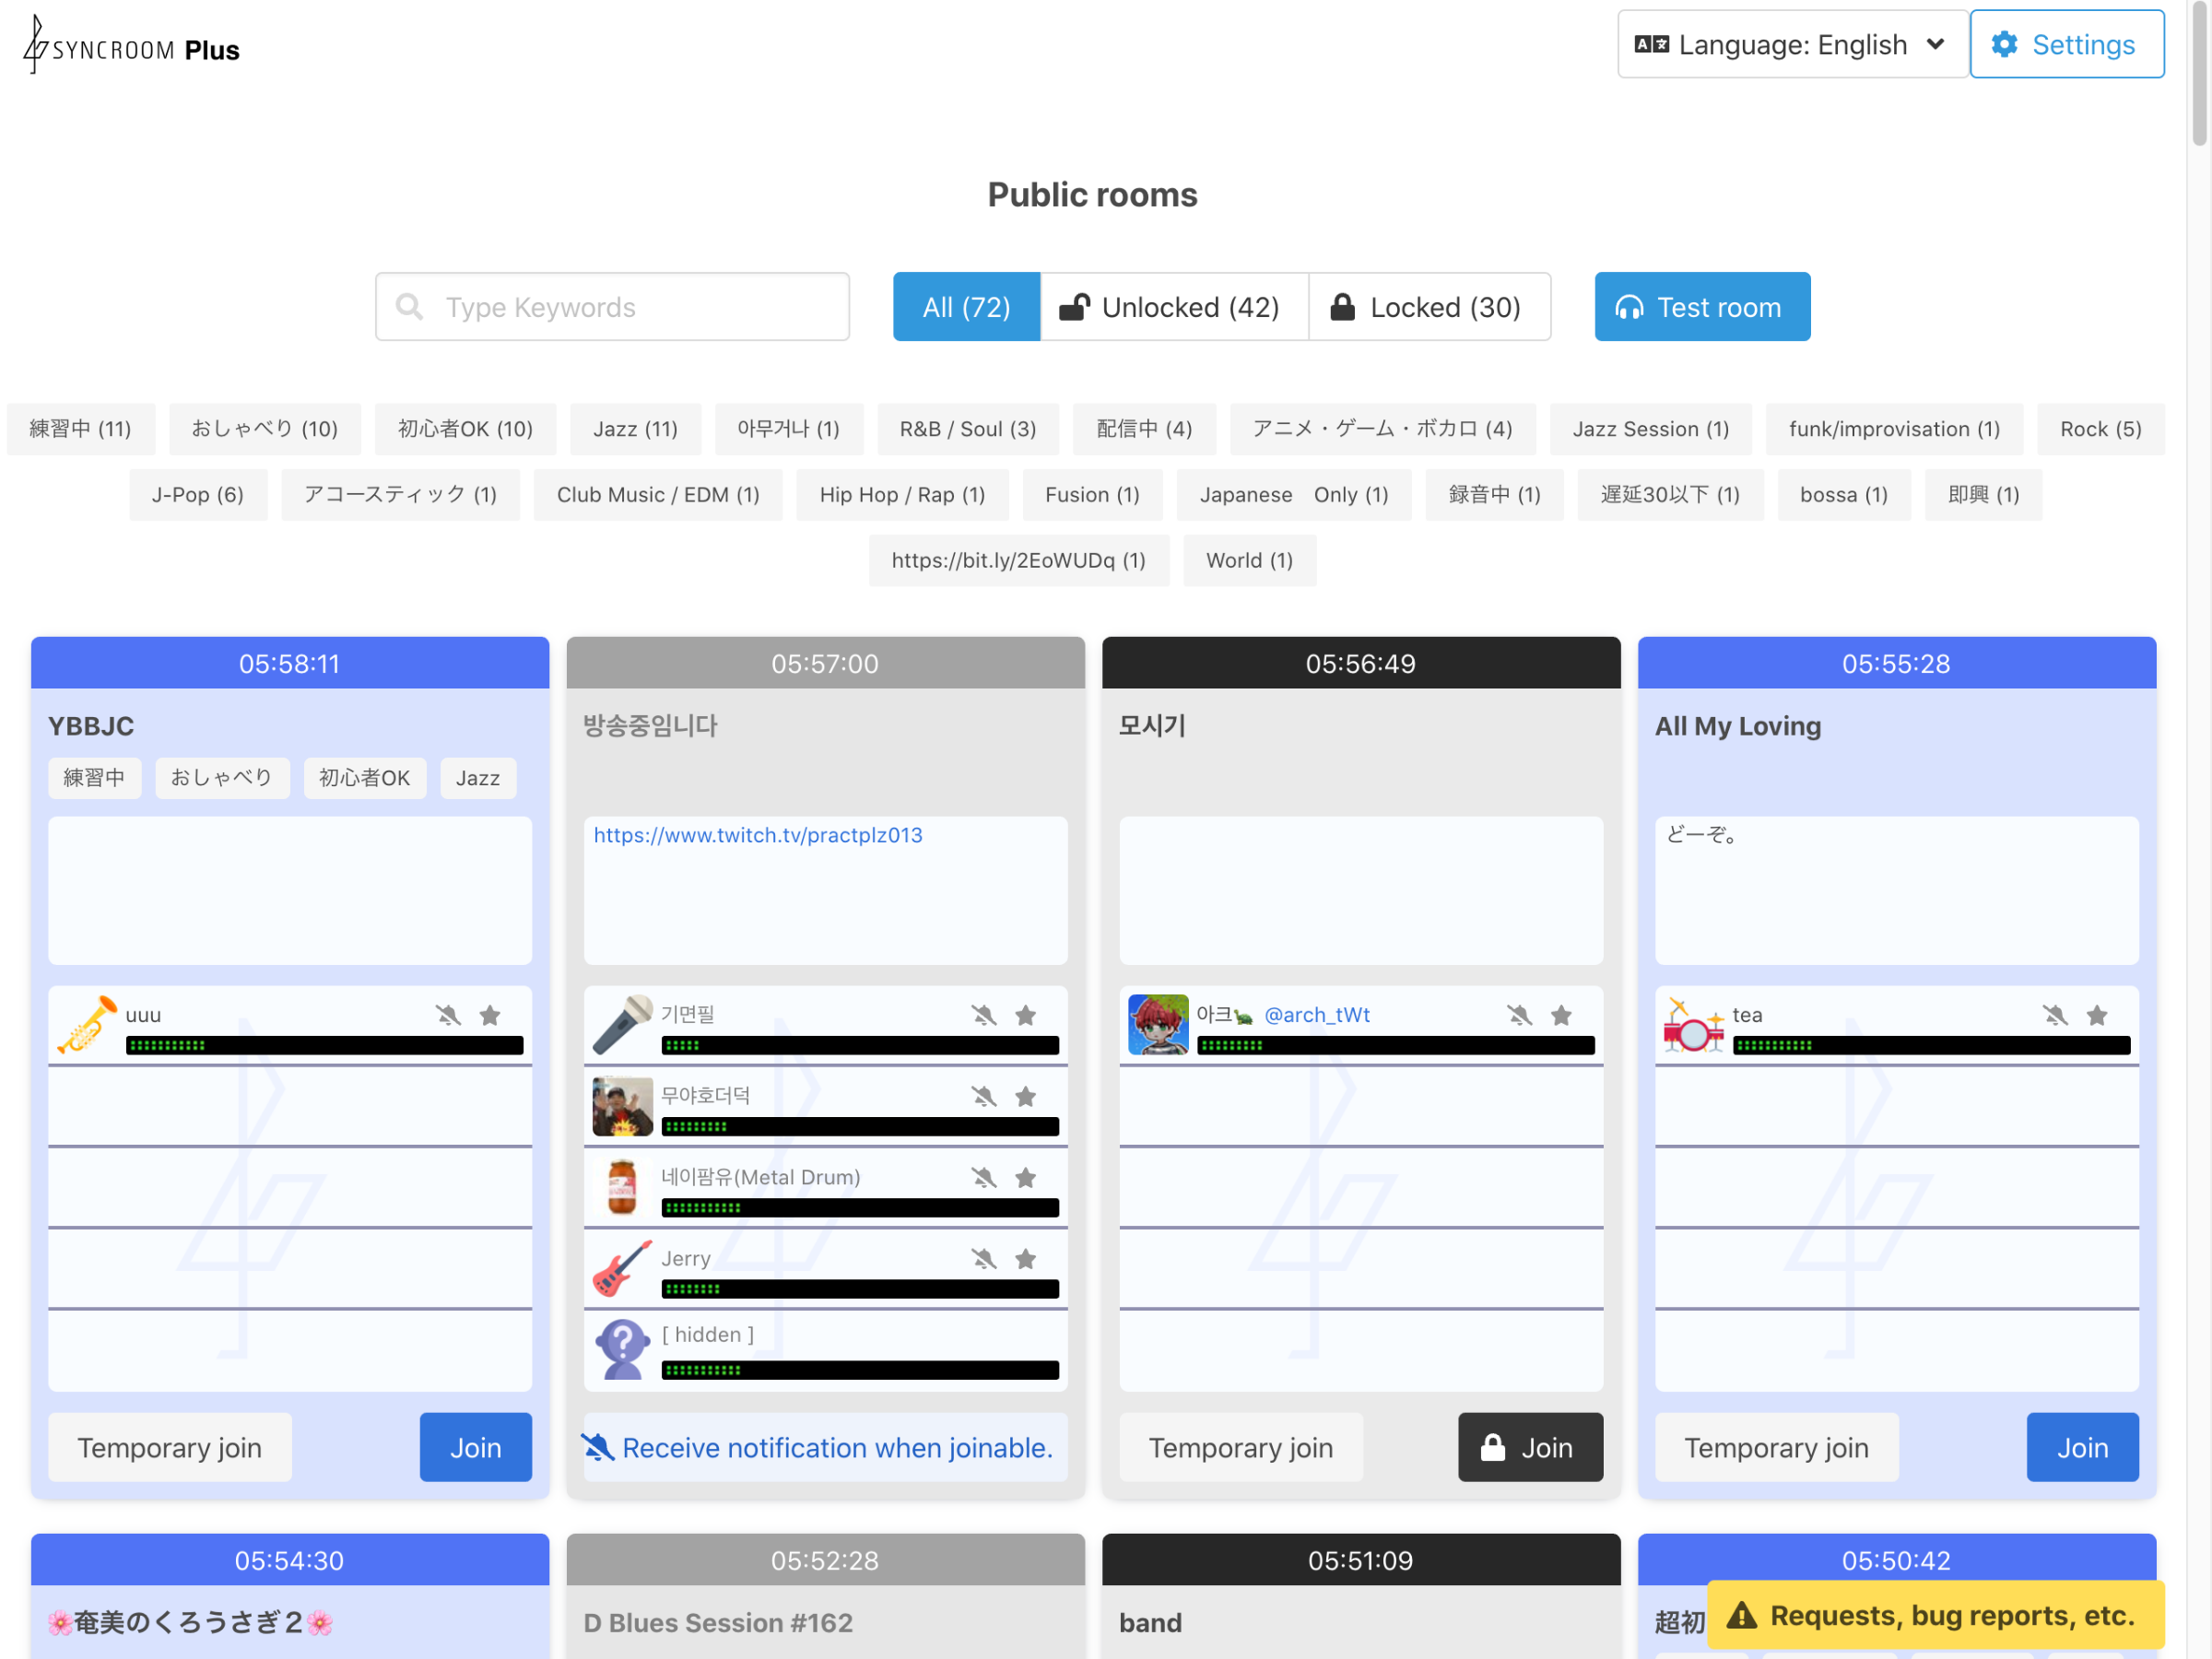 SYNCROOM Plus
Language: English
Settings
Public rooms
Type Keywords
All (72)
Unlocked (42)
Locked (30)
Test room
練習中 (11)
おしゃべり (10)
初心者OK (10)
Jazz (11)
아무거나 (1)
R&B / Soul (3)
配信中 (4)
アニメ・ゲーム・ボカロ (4)
Jazz Session (1)
funk/improvisation (1)
Rock (5)
J-Pop (6)
アコースティック (1)
Club Music / EDM (1)
Hip Hop / Rap (1)
Fusion (1)
Japanese　Only (1)
録音中 (1)
遅延30以下 (1)
bossa (1)
即興 (1)
https://bit.ly/2EoWUDq (1)
World (1)
05:58:11
YBBJC
練習中
おしゃべり
初心者OK
Jazz
uuu
Temporary join
Join
05:57:00
방송중입니다
https://www.twitch.tv/practplz013
기면필
무야호더덕
네이팜유(Metal Drum)
Jerry
[ hidden ]
Receive notification when joinable.
05:56:49
모시기
아크🐢 @arch_tWt
Temporary join
Join
05:55:28
All My Loving
どーぞ。
tea
Temporary join
Join
05:54:30
🌸奄美のくろうさぎ２🌸
05:52:28
D Blues Session #162
05:51:09
band
05:50:42
超初
Requests, bug reports, etc.